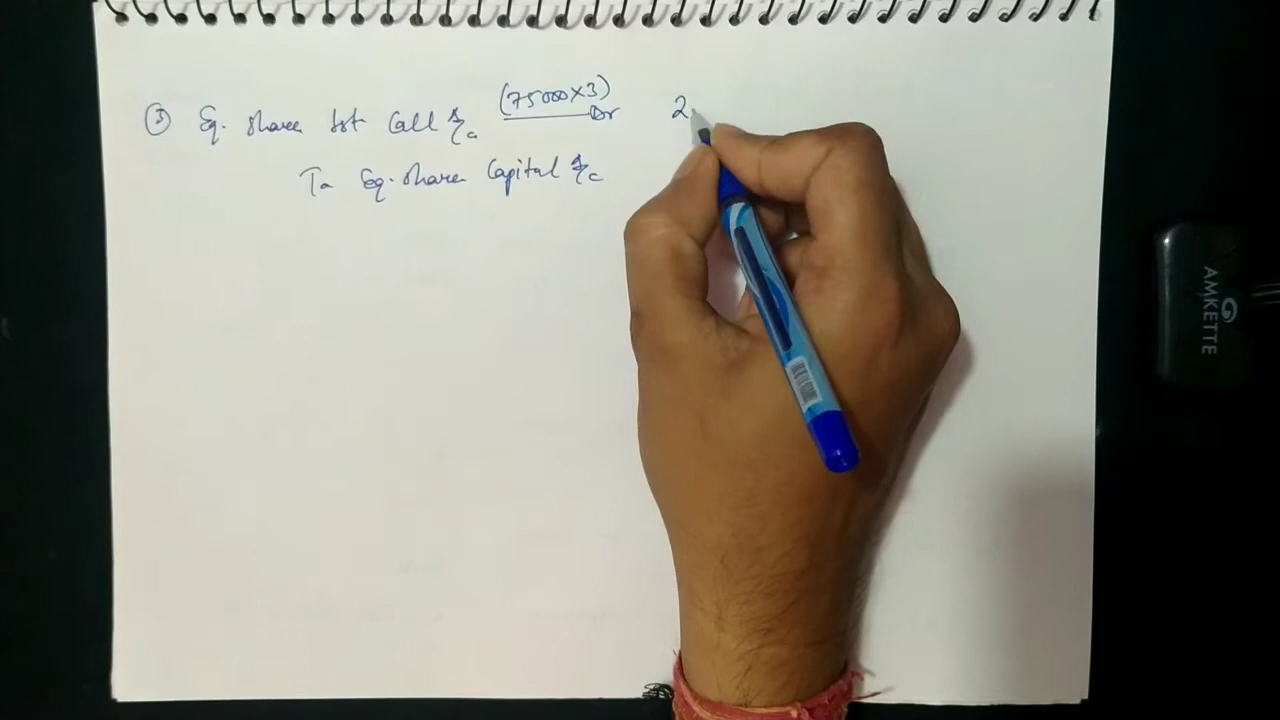 ③ Eq. Share 1st Call A/c (75000×3) Dr 2
To Eq. Share Capital A/c
AMKETTE